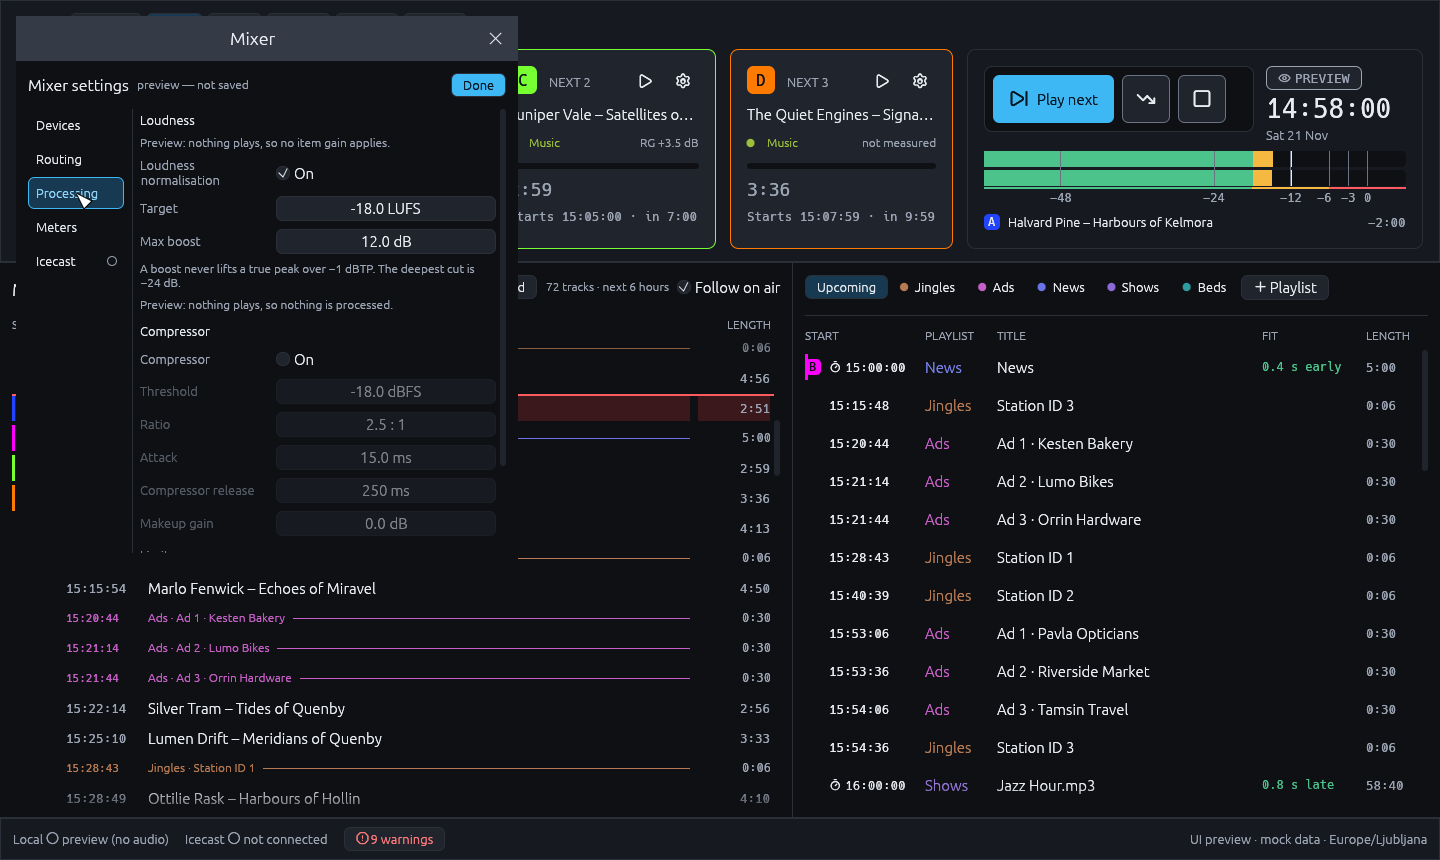 Mixer
Mixer settings preview — not saved Done
Devices
Routing
Processing
Meters
Icecast
Loudness
Preview: nothing plays, so no item gain applies.
Loudness normalisation On
Target -18.0 LUFS
Max boost 12.0 dB
A boost never lifts a true peak over −1 dBTP. The deepest cut is
−24 dB.
Preview: nothing plays, so nothing is processed.
Compressor
Compressor On
Threshold -18.0 dBFS
Ratio 2.5 : 1
Attack 15.0 ms
Compressor release 250 ms
Makeup gain 0.0 dB
C NEXT 2
uniper Vale – Satellites o…
Music RG +3.5 dB
:59
tarts 15:05:00 · in 7:00
D NEXT 3
The Quiet Engines – Signa…
Music not measured
3:36
Starts 15:07:59 · in 9:59
Play next
PREVIEW
14:58:00
Sat 21 Nov
−48 −24 −12 −6 −3 0
A Halvard Pine – Harbours of Kelmora −2:00
d 72 tracks · next 6 hours Follow on air
LENGTH
0:06
4:56
2:51
5:00
2:59
3:36
4:13
0:06
15:15:54 Marlo Fenwick – Echoes of Miravel 4:50
15:20:44 Ads · Ad 1 · Kesten Bakery 0:30
15:21:14 Ads · Ad 2 · Lumo Bikes 0:30
15:21:44 Ads · Ad 3 · Orrin Hardware 0:30
15:22:14 Silver Tram – Tides of Quenby 2:56
15:25:10 Lumen Drift – Meridians of Quenby 3:33
15:28:43 Jingles · Station ID 1 0:06
15:28:49 Ottilie Rask – Harbours of Hollin 4:10
Upcoming Jingles Ads News Shows Beds + Playlist
START PLAYLIST TITLE FIT LENGTH
B 15:00:00 News News 0.4 s early 5:00
15:15:48 Jingles Station ID 3 0:06
15:20:44 Ads Ad 1 · Kesten Bakery 0:30
15:21:14 Ads Ad 2 · Lumo Bikes 0:30
15:21:44 Ads Ad 3 · Orrin Hardware 0:30
15:28:43 Jingles Station ID 1 0:06
15:40:39 Jingles Station ID 2 0:06
15:53:06 Ads Ad 1 · Pavla Opticians 0:30
15:53:36 Ads Ad 2 · Riverside Market 0:30
15:54:06 Ads Ad 3 · Tamsin Travel 0:30
15:54:36 Jingles Station ID 3 0:06
16:00:00 Shows Jazz Hour.mp3 0.8 s late 58:40
Local preview (no audio) Icecast not connected 9 warnings UI preview · mock data · Europe/Ljubljana